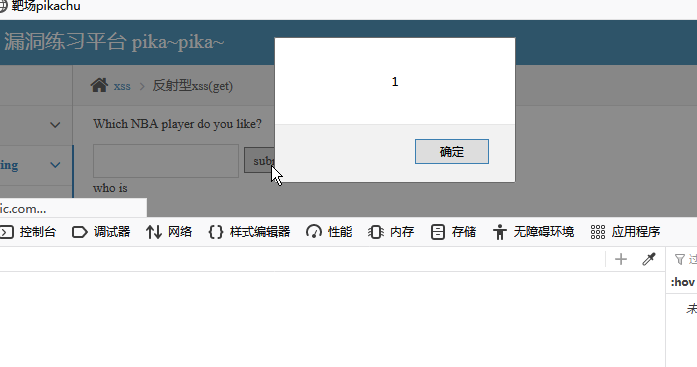 靶场pikachu
漏洞练习平台 pika~pika~
xss > 反射型xss(get)
Which NBA player do you like?
ing
subm
who is
1
确定
ic.com...
控制台 调试器 网络 样式编辑器 性能 内存 存储 无障碍环境 应用程序
:hov